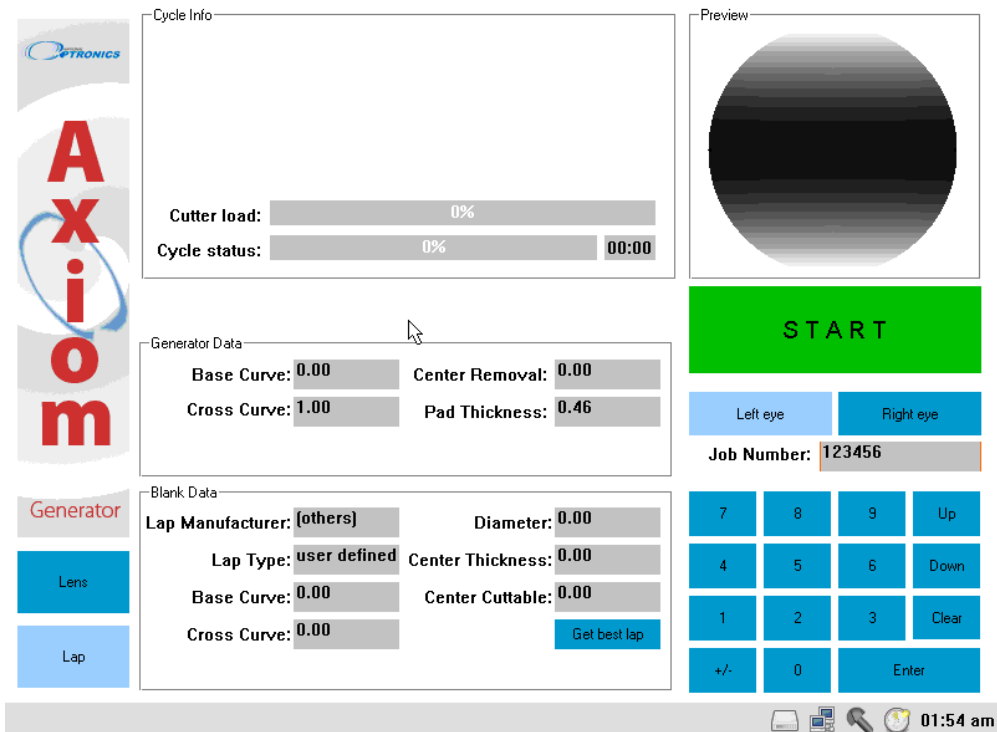 OPTRONICS
Axiom
Generator
Lens
Lap
Cycle Info
Cutter load: 0%
Cycle status: 0% 00:00
Generator Data
Base Curve: 0.00 Center Removal: 0.00
Cross Curve: 1.00 Pad Thickness: 0.46
Blank Data
Lap Manufacturer: (others) Diameter: 0.00
Lap Type: user defined Center Thickness: 0.00
Base Curve: 0.00 Center Cuttable: 0.00
Cross Curve: 0.00 Get best lap
Preview
START
Left eye Right eye
Job Number: 123456
7 8 9 Up
4 5 6 Down
1 2 3 Clear
+/- 0 Enter
01:54 am